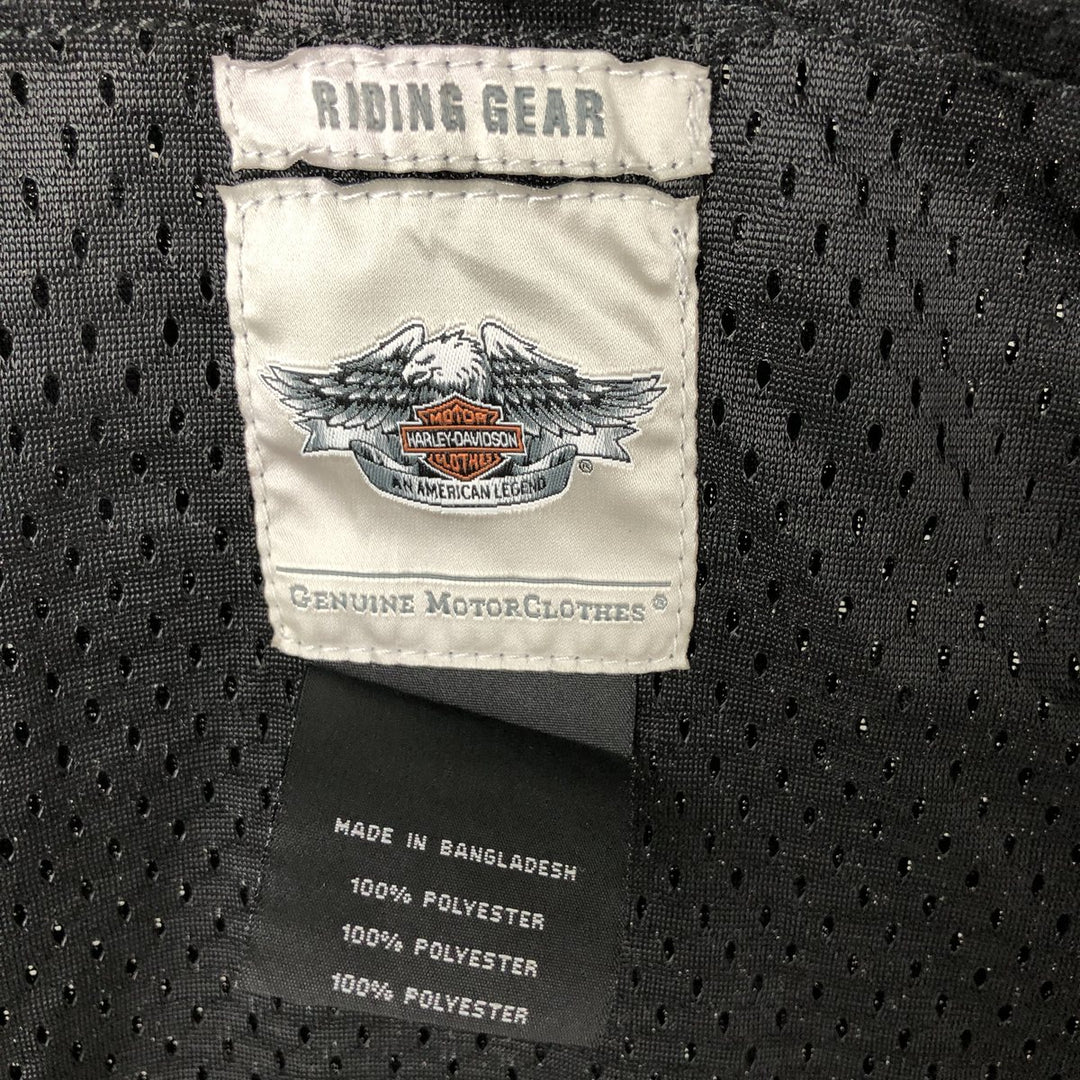 RIDING GEAR
MOTOR
HARLEY-DAVIDSON
CLOTHES
AN AMERICAN LEGEND
®
GENUINE MOTORCLOTHES®
MADE IN BANGLADESH
100% POLYESTER
100% POLYESTER
100% POLYESTER